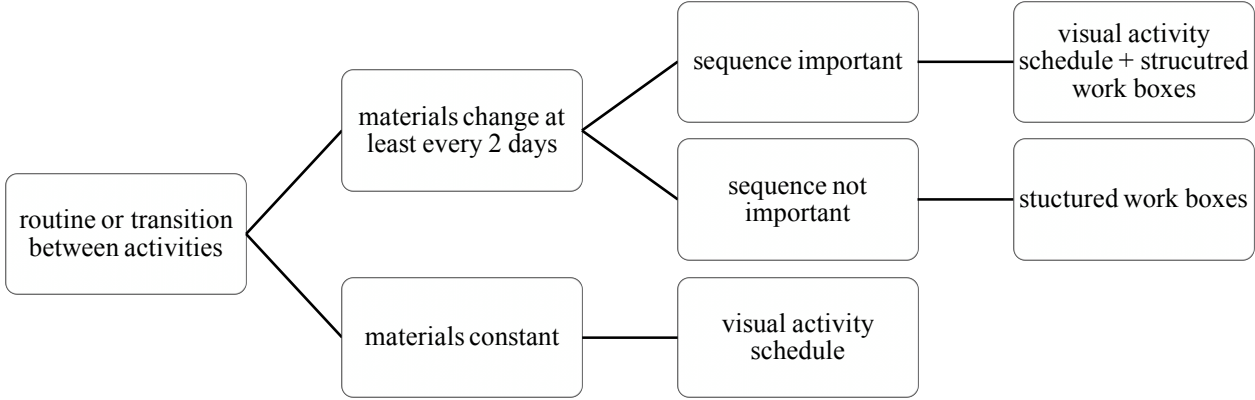 routine or transition
between activities
materials change at
least every 2 days
sequence important
visual activity
schedule + strucutred
work boxes
sequence not
important
stuctured work boxes
materials constant
visual activity
schedule